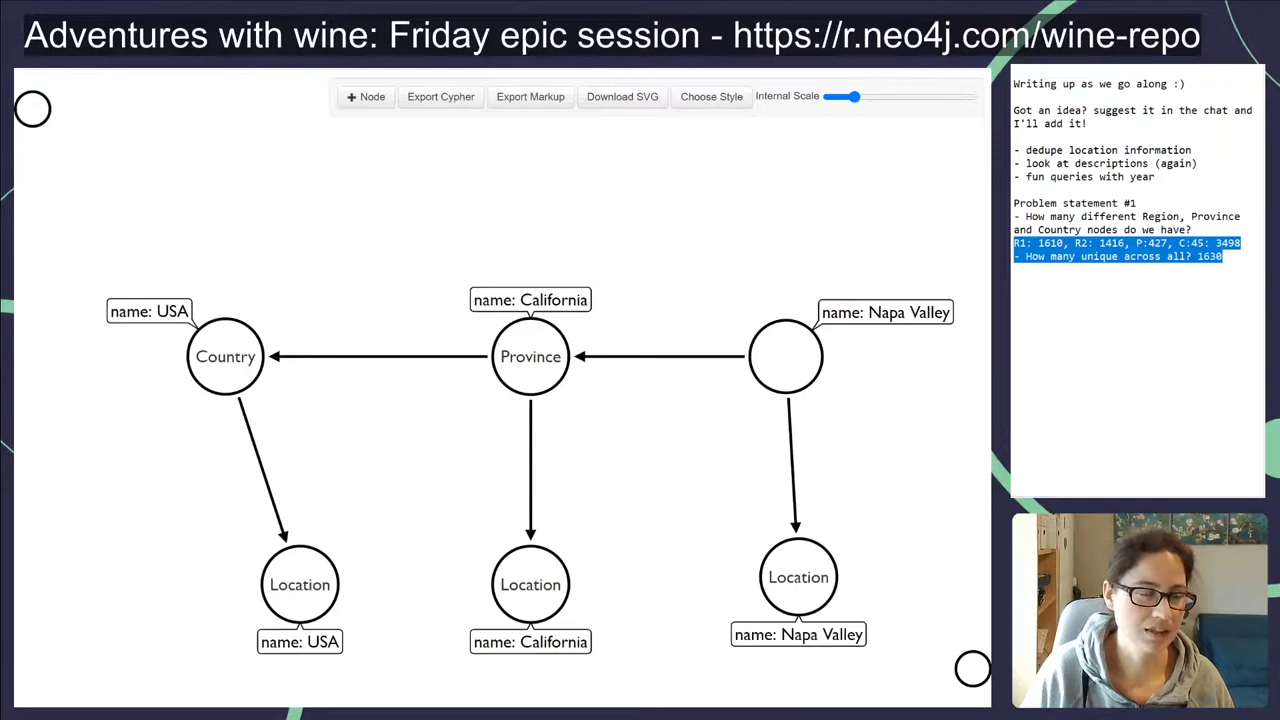 Adventures with wine: Friday epic session - https://r.neo4j.com/wine-repo
+ Node
Export Cypher
Export Markup
Download SVG
Choose Style
Internal Scale
name: USA
name: California
name: Napa Valley
Country
Province
Location
Location
Location
name: USA
name: California
name: Napa Valley
Writing up as we go along :)
Got an idea? suggest it in the chat and
I'll add it!
- dedupe location information
- look at descriptions (again)
- fun queries with year
Problem statement #1
- How many different Region, Province
and Country nodes do we have?
R1: 1610, R2: 1416, P:427, C:45: 3498
- How many unique across all? 1630